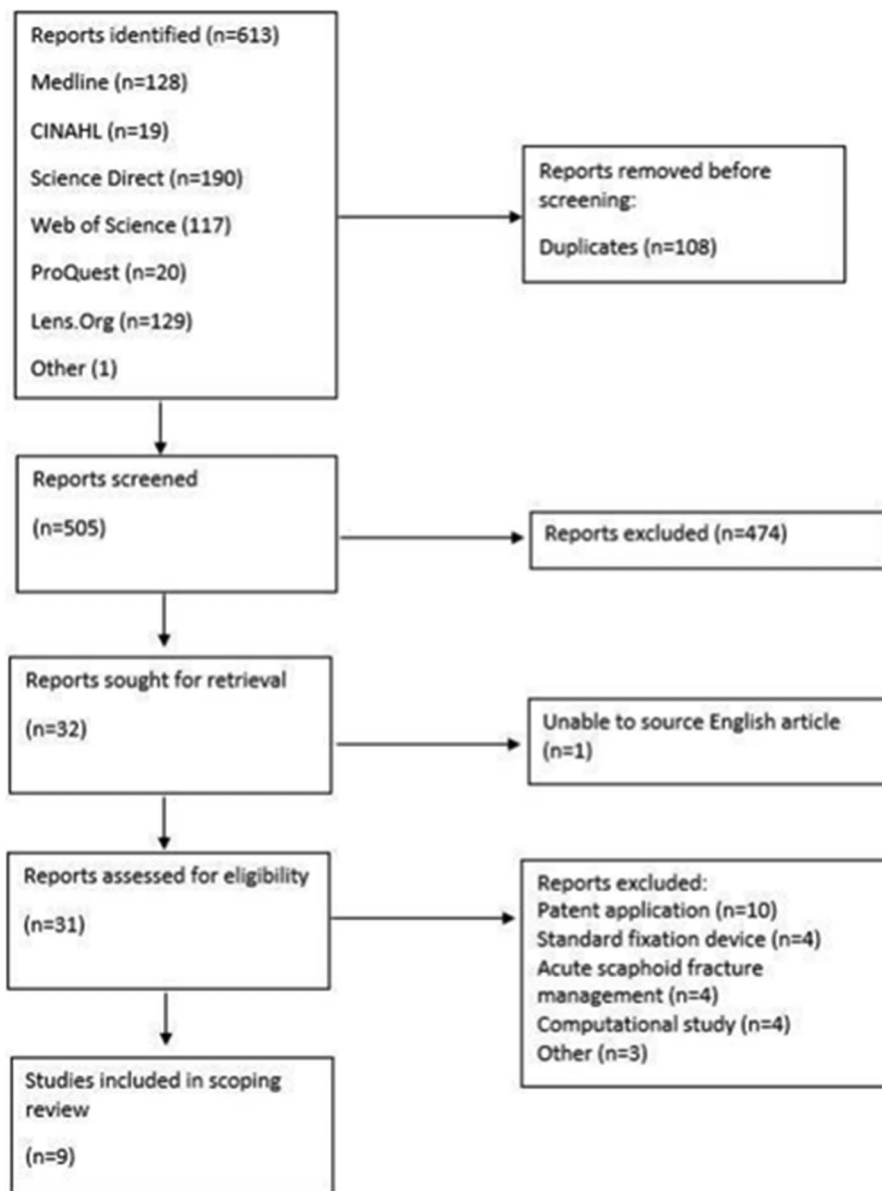 Reports identified (n=613)
Medline (n=128)
CINAHL (n=19)
Science Direct (n=190)
Web of Science (117)
ProQuest (n=20)
Lens.Org (n=129)
Other (1)
Reports removed before
screening:
Duplicates (n=108)
Reports screened
(n=505)
Reports excluded (n=474)
Reports sought for retrieval
(n=32)
Unable to source English article
(n=1)
Reports assessed for eligibility
(n=31)
Reports excluded:
Patent application (n=10)
Standard fixation device (n=4)
Acute scaphoid fracture
management (n=4)
Computational study (n=4)
Other (n=3)
Studies included in scoping
review
(n=9)